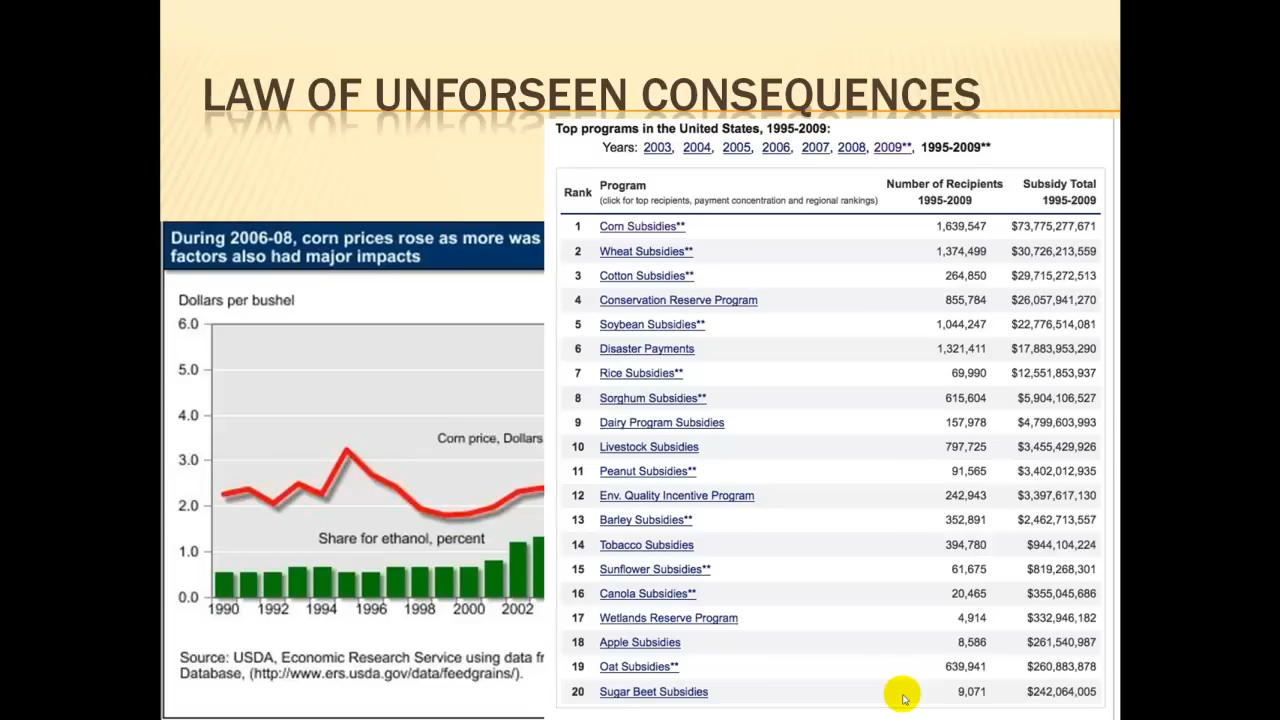 LAW OF UNFORSEEN CONSEQUENCES
During 2006-08, corn prices rose as more was
factors also had major impacts
Dollars per bushel
6.0
5.0
4.0
3.0
2.0
1.0
0.0
Corn price, Dollars
Share for ethanol, percent
1990 1992 1994 1996 1998 2000 2002
Source: USDA, Economic Research Service using data fr
Database, (http://www.ers.usda.gov/data/feedgrains/).
Top programs in the United States, 1995-2009:
Years: 2003, 2004, 2005, 2006, 2007, 2008, 2009**, 1995-2009**
Rank Program Number of Recipients Subsidy Total
(click for top recipients, payment concentration and regional rankings) 1995-2009 1995-2009
1 Corn Subsidies** 1,639,547 $73,775,277,671
2 Wheat Subsidies** 1,374,499 $30,726,213,559
3 Cotton Subsidies** 264,850 $29,715,272,513
4 Conservation Reserve Program 855,784 $26,057,941,270
5 Soybean Subsidies** 1,044,247 $22,776,514,081
6 Disaster Payments 1,321,411 $17,883,953,290
7 Rice Subsidies** 69,990 $12,551,853,937
8 Sorghum Subsidies** 615,604 $5,904,106,527
9 Dairy Program Subsidies 157,978 $4,799,603,993
10 Livestock Subsidies 797,725 $3,455,429,926
11 Peanut Subsidies** 91,565 $3,402,012,935
12 Env. Quality Incentive Program 242,943 $3,397,617,130
13 Barley Subsidies** 352,891 $2,462,713,557
14 Tobacco Subsidies 394,780 $944,104,224
15 Sunflower Subsidies** 61,675 $819,268,301
16 Canola Subsidies** 20,465 $355,045,686
17 Wetlands Reserve Program 4,914 $332,946,182
18 Apple Subsidies 8,586 $261,540,987
19 Oat Subsidies** 639,941 $260,883,878
20 Sugar Beet Subsidies 9,071 $242,064,005